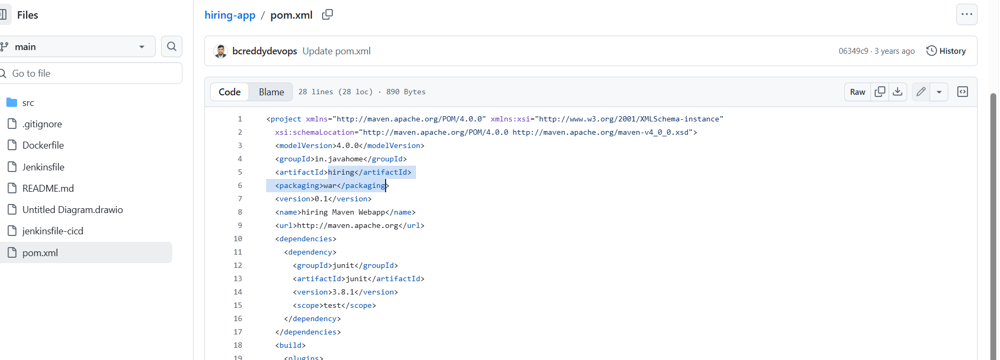 Files
main
Go to file
src
.gitignore
Dockerfile
Jenkinsfile
README.md
Untitled Diagram.drawio
jenkinsfile-cicd
pom.xml
hiring-app / pom.xml
bcreddydevops Update pom.xml
06349c9 · 3 years ago History
Code Blame 28 lines (28 loc) · 890 Bytes Raw
1 <project xmlns="http://maven.apache.org/POM/4.0.0" xmlns:xsi="http://www.w3.org/2001/XMLSchema-instance"
2 xsi:schemaLocation="http://maven.apache.org/POM/4.0.0 http://maven.apache.org/maven-v4_0_0.xsd">
3 <modelVersion>4.0.0</modelVersion>
4 <groupId>in.javahome</groupId>
5 <artifactId>hiring</artifactId>
6 <packaging>war</packaging>
7 <version>0.1</version>
8 <name>hiring Maven Webapp</name>
9 <url>http://maven.apache.org</url>
10 <dependencies>
11 <dependency>
12 <groupId>junit</groupId>
13 <artifactId>junit</artifactId>
14 <version>3.8.1</version>
15 <scope>test</scope>
16 </dependency>
17 </dependencies>
18 <build>
19 <plugins>